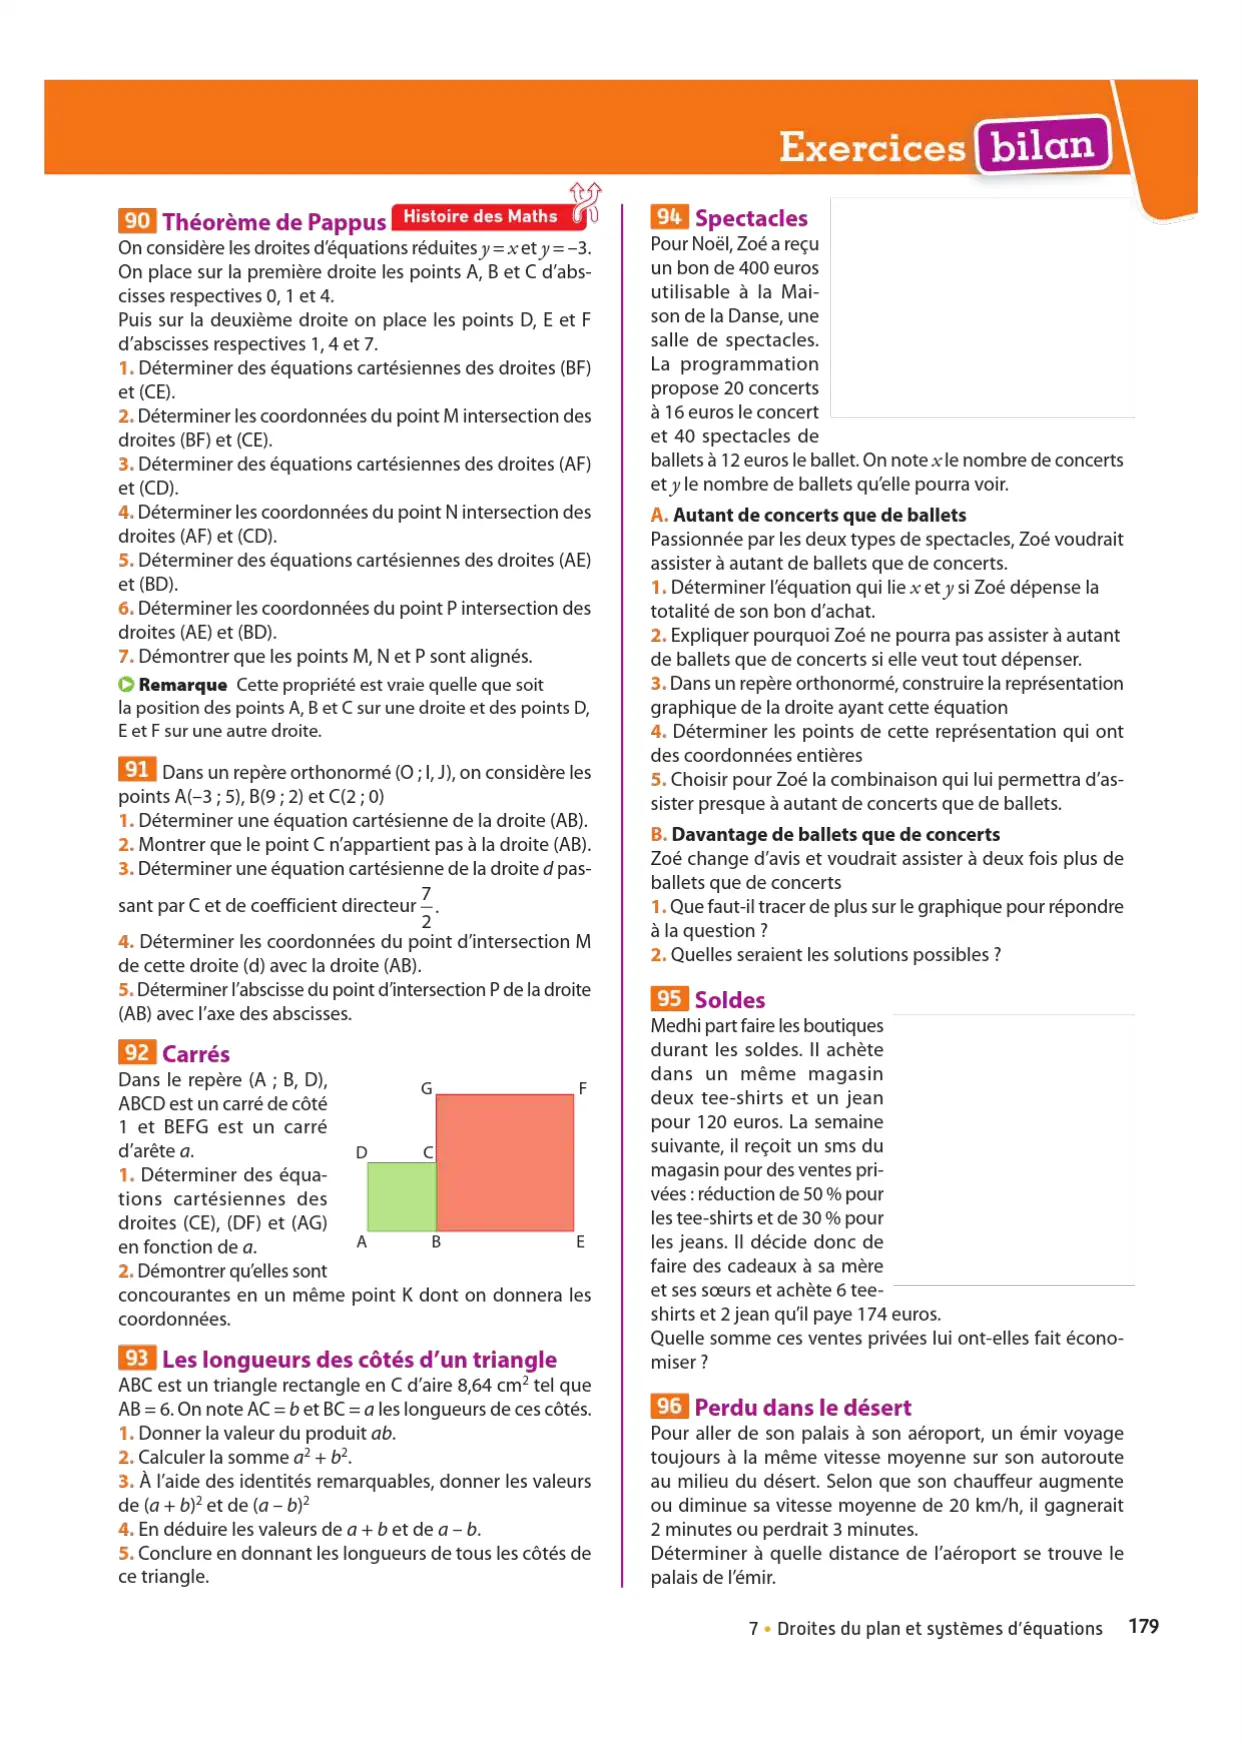 Exercices bilan
90 Théorème de Pappus Histoire des Maths
On considère les droites d'équations réduites y = x et y = –3.
On place sur la première droite les points A, B et C d'abs-
cisses respectives 0, 1 et 4.
Puis sur la deuxième droite on place les points D, E et F
d'abscisses respectives 1, 4 et 7.
1. Déterminer des équations cartésiennes des droites (BF)
et (CE).
2. Déterminer les coordonnées du point M intersection des
droites (BF) et (CE).
3. Déterminer des équations cartésiennes des droites (AF)
et (CD).
4. Déterminer les coordonnées du point N intersection des
droites (AF) et (CD).
5. Déterminer des équations cartésiennes des droites (AE)
et (BD).
6. Déterminer les coordonnées du point P intersection des
droites (AE) et (BD).
7. Démontrer que les points M, N et P sont alignés.
Remarque Cette propriété est vraie quelle que soit
la position des points A, B et C sur une droite et des points D,
E et F sur une autre droite.
91 Dans un repère orthonormé (O ; I, J), on considère les
points A(–3 ; 5), B(9 ; 2) et C(2 ; 0)
1. Déterminer une équation cartésienne de la droite (AB).
2. Montrer que le point C n'appartient pas à la droite (AB).
3. Déterminer une équation cartésienne de la droite d pas-
sant par C et de coefficient directeur 7/2.
4. Déterminer les coordonnées du point d'intersection M
de cette droite (d) avec la droite (AB).
5. Déterminer l'abscisse du point d'intersection P de la droite
(AB) avec l'axe des abscisses.
92 Carrés
Dans le repère (A ; B, D),
ABCD est un carré de côté
1 et BEFG est un carré
d'arête a.
1. Déterminer des équa-
tions cartésiennes des
droites (CE), (DF) et (AG)
en fonction de a.
2. Démontrer qu'elles sont
concourantes en un même point K dont on donnera les
coordonnées.
G F
D C
A B E
93 Les longueurs des côtés d'un triangle
ABC est un triangle rectangle en C d'aire 8,64 cm² tel que
AB = 6. On note AC = b et BC = a les longueurs de ces côtés.
1. Donner la valeur du produit ab.
2. Calculer la somme a² + b².
3. À l'aide des identités remarquables, donner les valeurs
de (a + b)² et de (a – b)²
4. En déduire les valeurs de a + b et de a – b.
5. Conclure en donnant les longueurs de tous les côtés de
ce triangle.
94 Spectacles
Pour Noël, Zoé a reçu
un bon de 400 euros
utilisable à la Mai-
son de la Danse, une
salle de spectacles.
La programmation
propose 20 concerts
à 16 euros le concert
et 40 spectacles de
ballets à 12 euros le ballet. On note x le nombre de concerts
et y le nombre de ballets qu'elle pourra voir.
A. Autant de concerts que de ballets
Passionnée par les deux types de spectacles, Zoé voudrait
assister à autant de ballets que de concerts.
1. Déterminer l'équation qui lie x et y si Zoé dépense la
totalité de son bon d'achat.
2. Expliquer pourquoi Zoé ne pourra pas assister à autant
de ballets que de concerts si elle veut tout dépenser.
3. Dans un repère orthonormé, construire la représentation
graphique de la droite ayant cette équation
4. Déterminer les points de cette représentation qui ont
des coordonnées entières
5. Choisir pour Zoé la combinaison qui lui permettra d'as-
sister presque à autant de concerts que de ballets.
B. Davantage de ballets que de concerts
Zoé change d'avis et voudrait assister à deux fois plus de
ballets que de concerts
1. Que faut-il tracer de plus sur le graphique pour répondre
à la question ?
2. Quelles seraient les solutions possibles ?
95 Soldes
Medhi part faire les boutiques
durant les soldes. Il achète
dans un même magasin
deux tee-shirts et un jean
pour 120 euros. La semaine
suivante, il reçoit un sms du
magasin pour des ventes pri-
vées : réduction de 50 % pour
les tee-shirts et de 30 % pour
les jeans. Il décide donc de
faire des cadeaux à sa mère
et ses sœurs et achète 6 tee-
shirts et 2 jean qu'il paye 174 euros.
Quelle somme ces ventes privées lui ont-elles fait écono-
miser ?
96 Perdu dans le désert
Pour aller de son palais à son aéroport, un émir voyage
toujours à la même vitesse moyenne sur son autoroute
au milieu du désert. Selon que son chauffeur augmente
ou diminue sa vitesse moyenne de 20 km/h, il gagnerait
2 minutes ou perdrait 3 minutes.
Déterminer à quelle distance de l'aéroport se trouve le
palais de l'émir.
7 • Droites du plan et systèmes d'équations 179